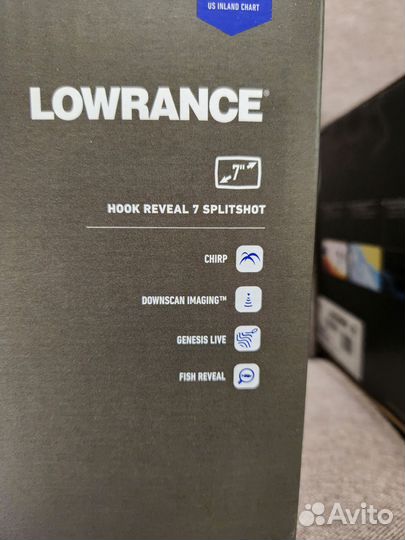 US INLAND CHART
LOWRANCE®
7"
HOOK REVEAL 7 SPLITSHOT
CHIRP
DOWNSCAN IMAGING™
GENESIS LIVE
FISH REVEAL
Avito